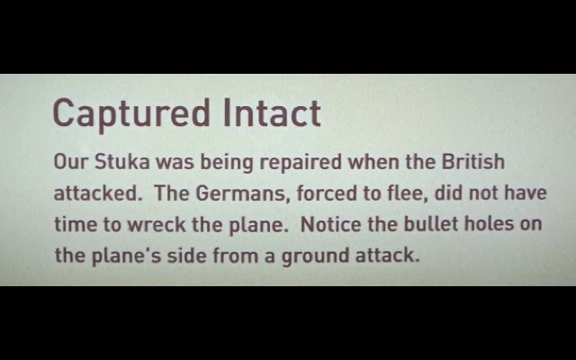 Captured Intact
Our Stuka was being repaired when the British
attacked.  The Germans, forced to flee, did not have
time to wreck the plane.  Notice the bullet holes on
the plane's side from a ground attack.